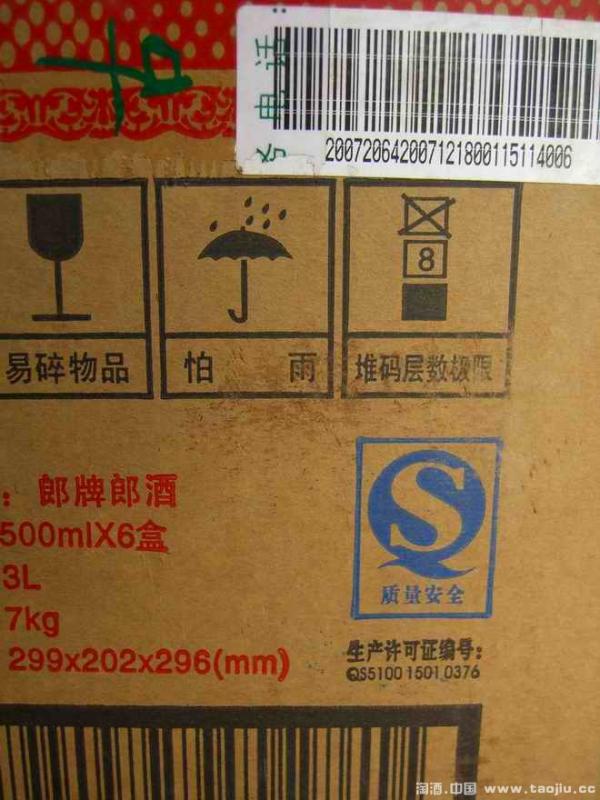 电话:
200720642007121800115114006
8
易碎物品
怕 雨
堆码层数极限
: 郎牌郎酒
500mlX6盒
3L
7kg
299x202x296(mm)
质量安全
生产许可证编号:
QS5100 1501 0376
淘酒.中国 www.taojiu.cc